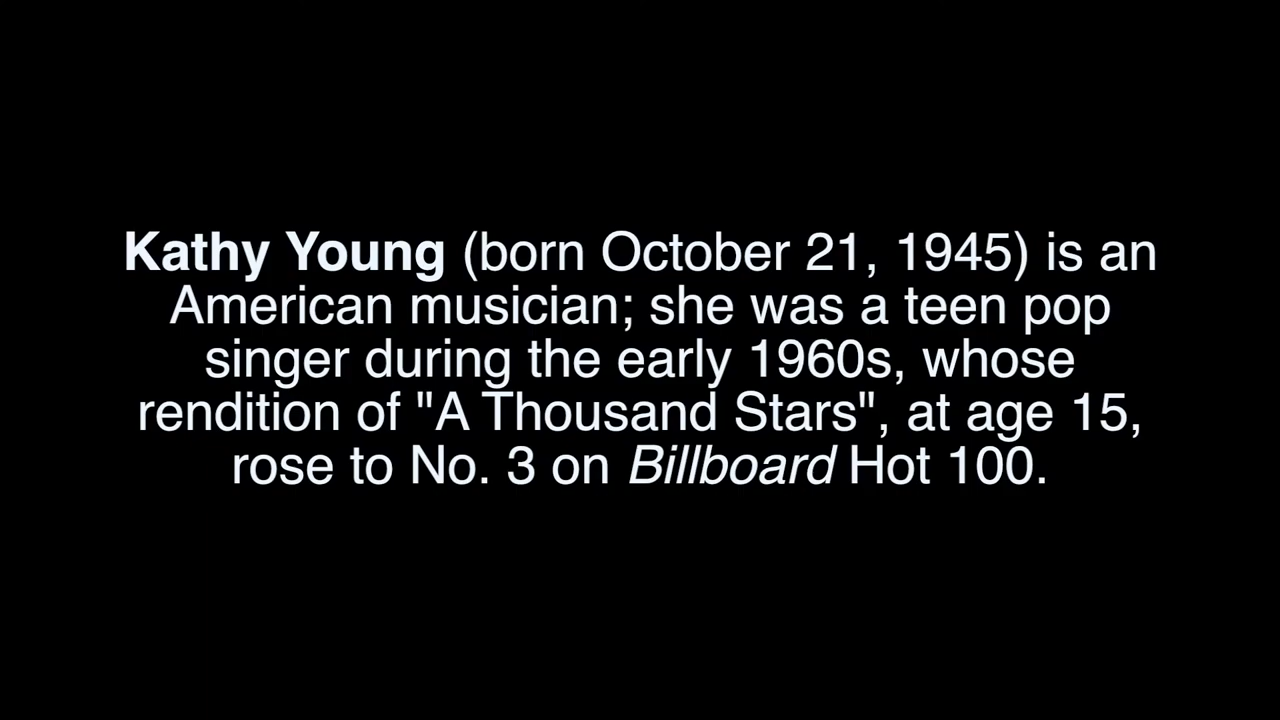 Kathy Young (born October 21, 1945) is an
American musician; she was a teen pop
singer during the early 1960s, whose
rendition of "A Thousand Stars", at age 15,
rose to No. 3 on Billboard Hot 100.